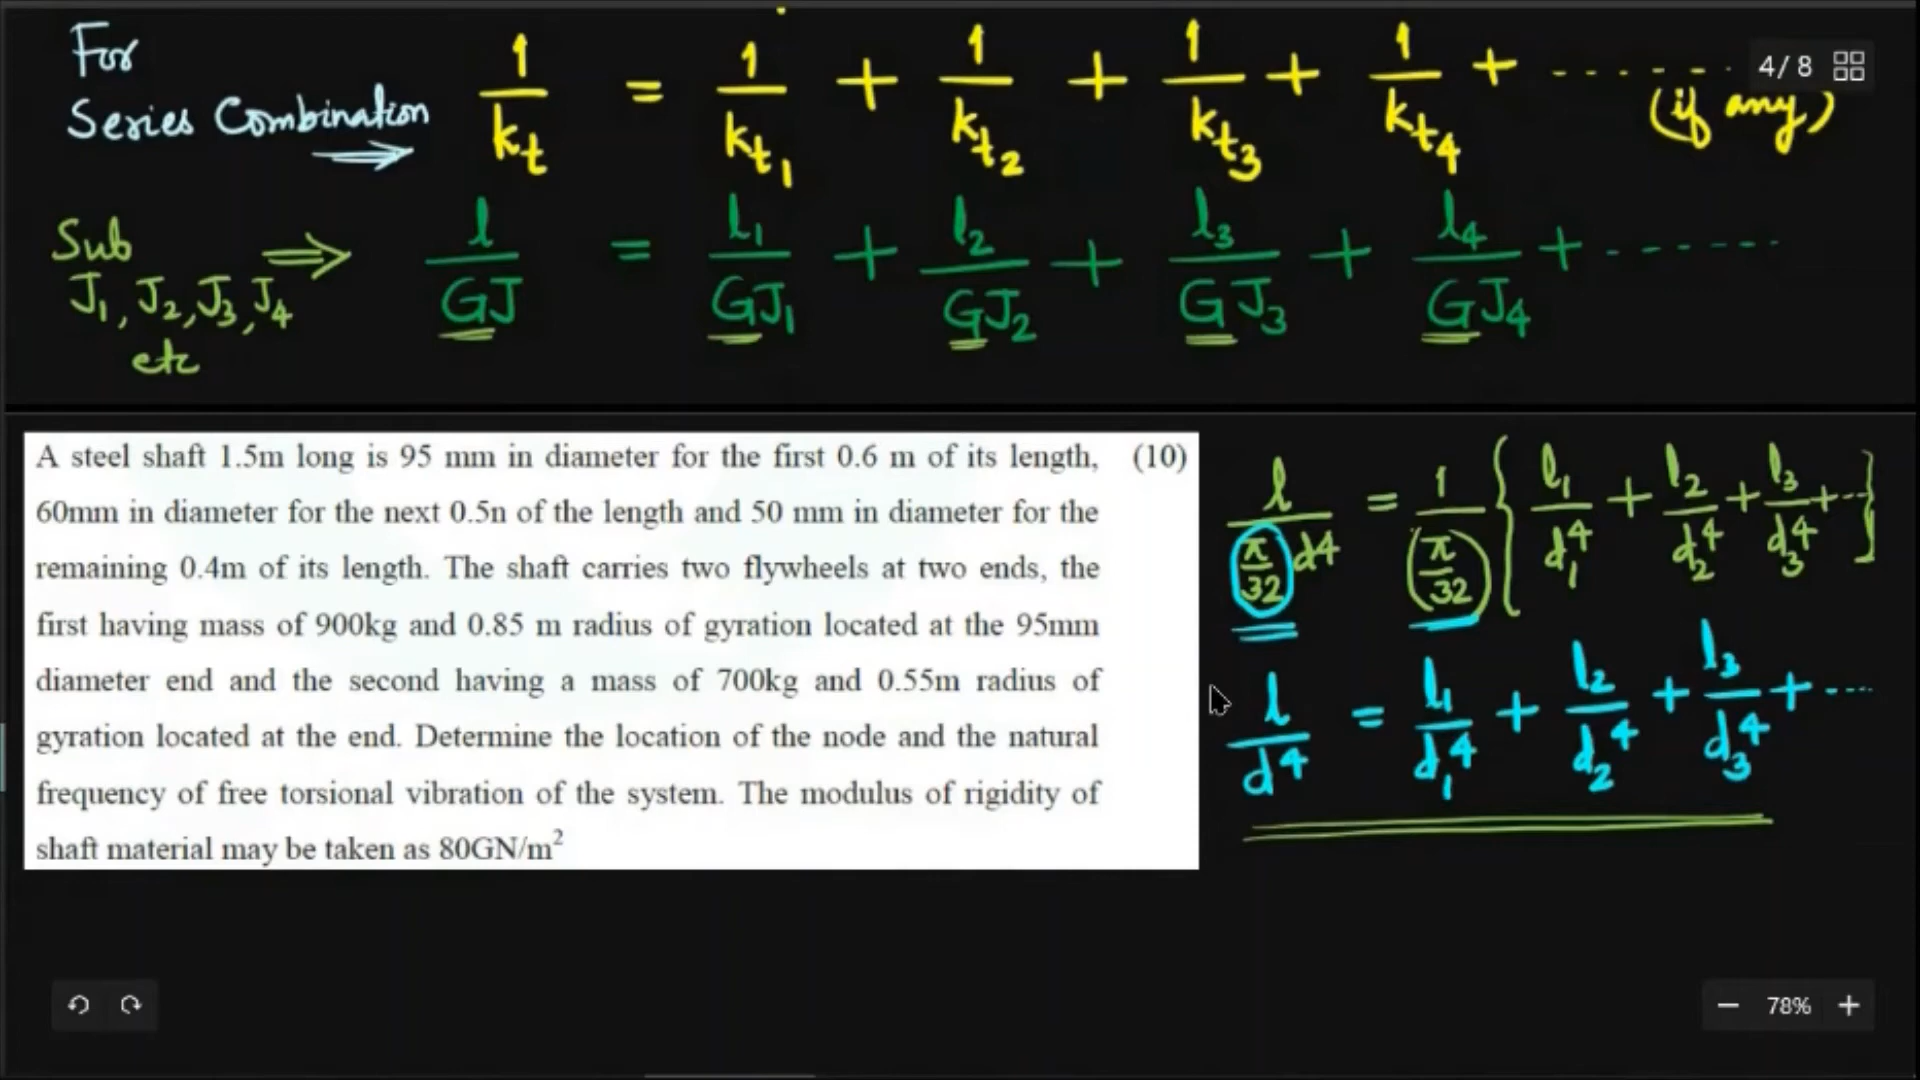 For
Series Combination ⟹ 1/kt = 1/kt1 + 1/kt2 + 1/kt3 + 1/kt4 + ------- (if any)
4/8
Sub ⟹ l/GJ = l1/GJ1 + l2/GJ2 + l3/GJ3 + l4/GJ4 + -------
J1, J2, J3, J4
etc
A steel shaft 1.5m long is 95 mm in diameter for the first 0.6 m of its length, (10)
60mm in diameter for the next 0.5n of the length and 50 mm in diameter for the
remaining 0.4m of its length. The shaft carries two flywheels at two ends, the
first having mass of 900kg and 0.85 m radius of gyration located at the 95mm
diameter end and the second having a mass of 700kg and 0.55m radius of
gyration located at the end. Determine the location of the node and the natural
frequency of free torsional vibration of the system. The modulus of rigidity of
shaft material may be taken as 80GN/m²
l/(π/32 d4) = 1/(π/32) { l1/d1⁴ + l2/d2⁴ + l3/d3⁴ + -- }
l/d⁴ = l1/d1⁴ + l2/d2⁴ + l3/d3⁴ + ----
78%